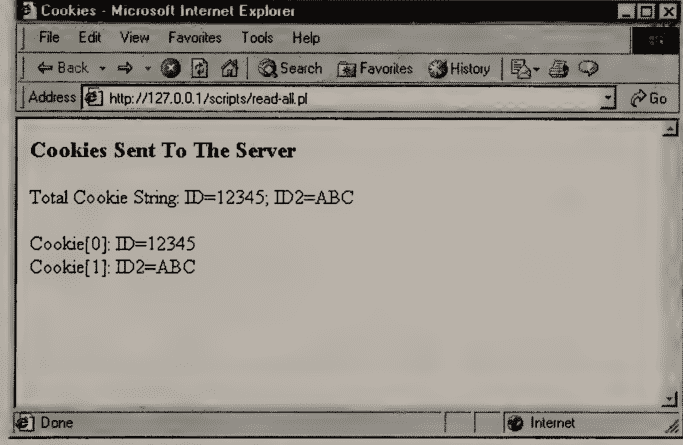 Cookies - Microsoft Internet Explorer
File Edit View Favorites Tools Help
Back Search Favorites History
Address http://127.0.0.1/scripts/read-all.pl Go
Cookies Sent To The Server
Total Cookie String: ID=12345; ID2=ABC
Cookie[0]: ID=12345
Cookie[1]: ID2=ABC
Done Internet